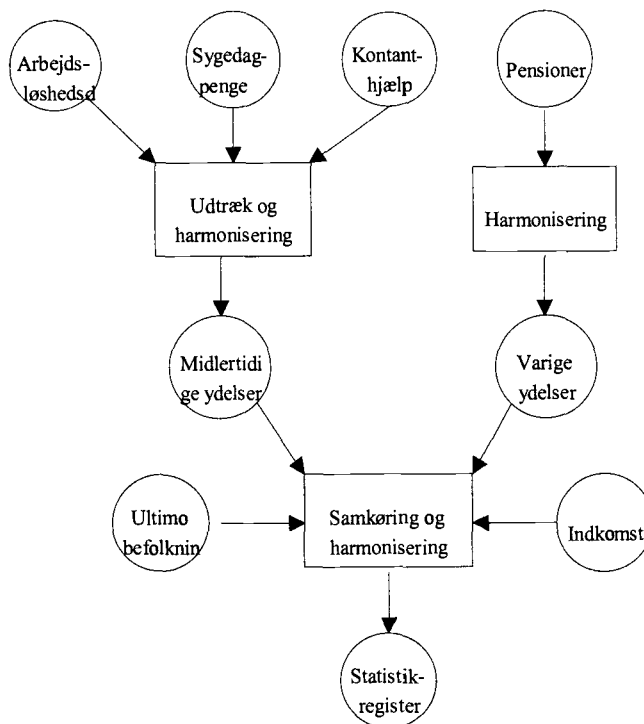 Arbejds-
løshedsd
Sygedag-
penge
Kontant-
hjælp
Pensioner
Udtræk og
harmonisering
Harmonisering
Midlertidi
ge ydelser
Varige
ydelser
Ultimo
befolknin
Samkøring og
harmonisering
Indkomst
Statistik-
register